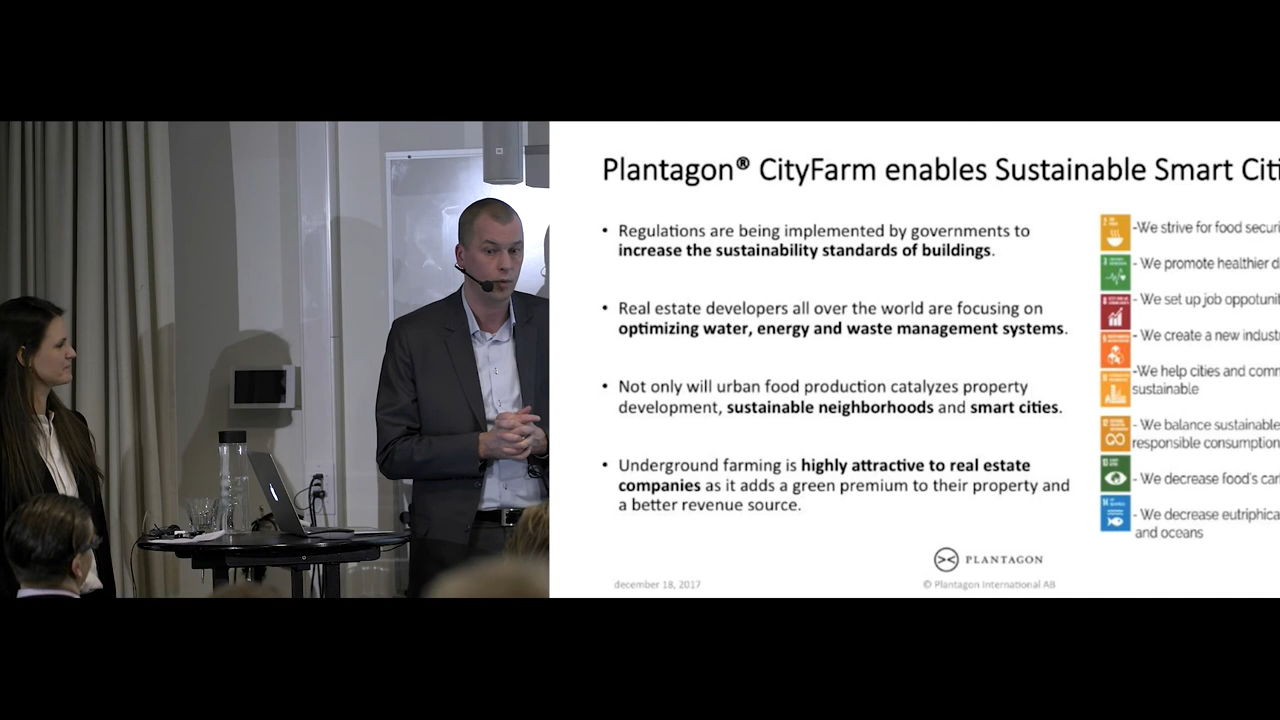 Plantagon® CityFarm enables Sustainable Smart Citi
• Regulations are being implemented by governments to
increase the sustainability standards of buildings.
• Real estate developers all over the world are focusing on
optimizing water, energy and waste management systems.
• Not only will urban food production catalyzes property
development, sustainable neighborhoods and smart cities.
• Underground farming is highly attractive to real estate
companies as it adds a green premium to their property and
a better revenue source.
-We strive for food securi
- We promote healthier d
- We set up job oppotunit
- We create a new industr
-We help cities and comm
sustainable
- We balance sustainable
responsible consumption
- We decrease food's car
- We decrease eutriphica
and oceans
PLANTAGON
december 18, 2017
© Plantagon International AB